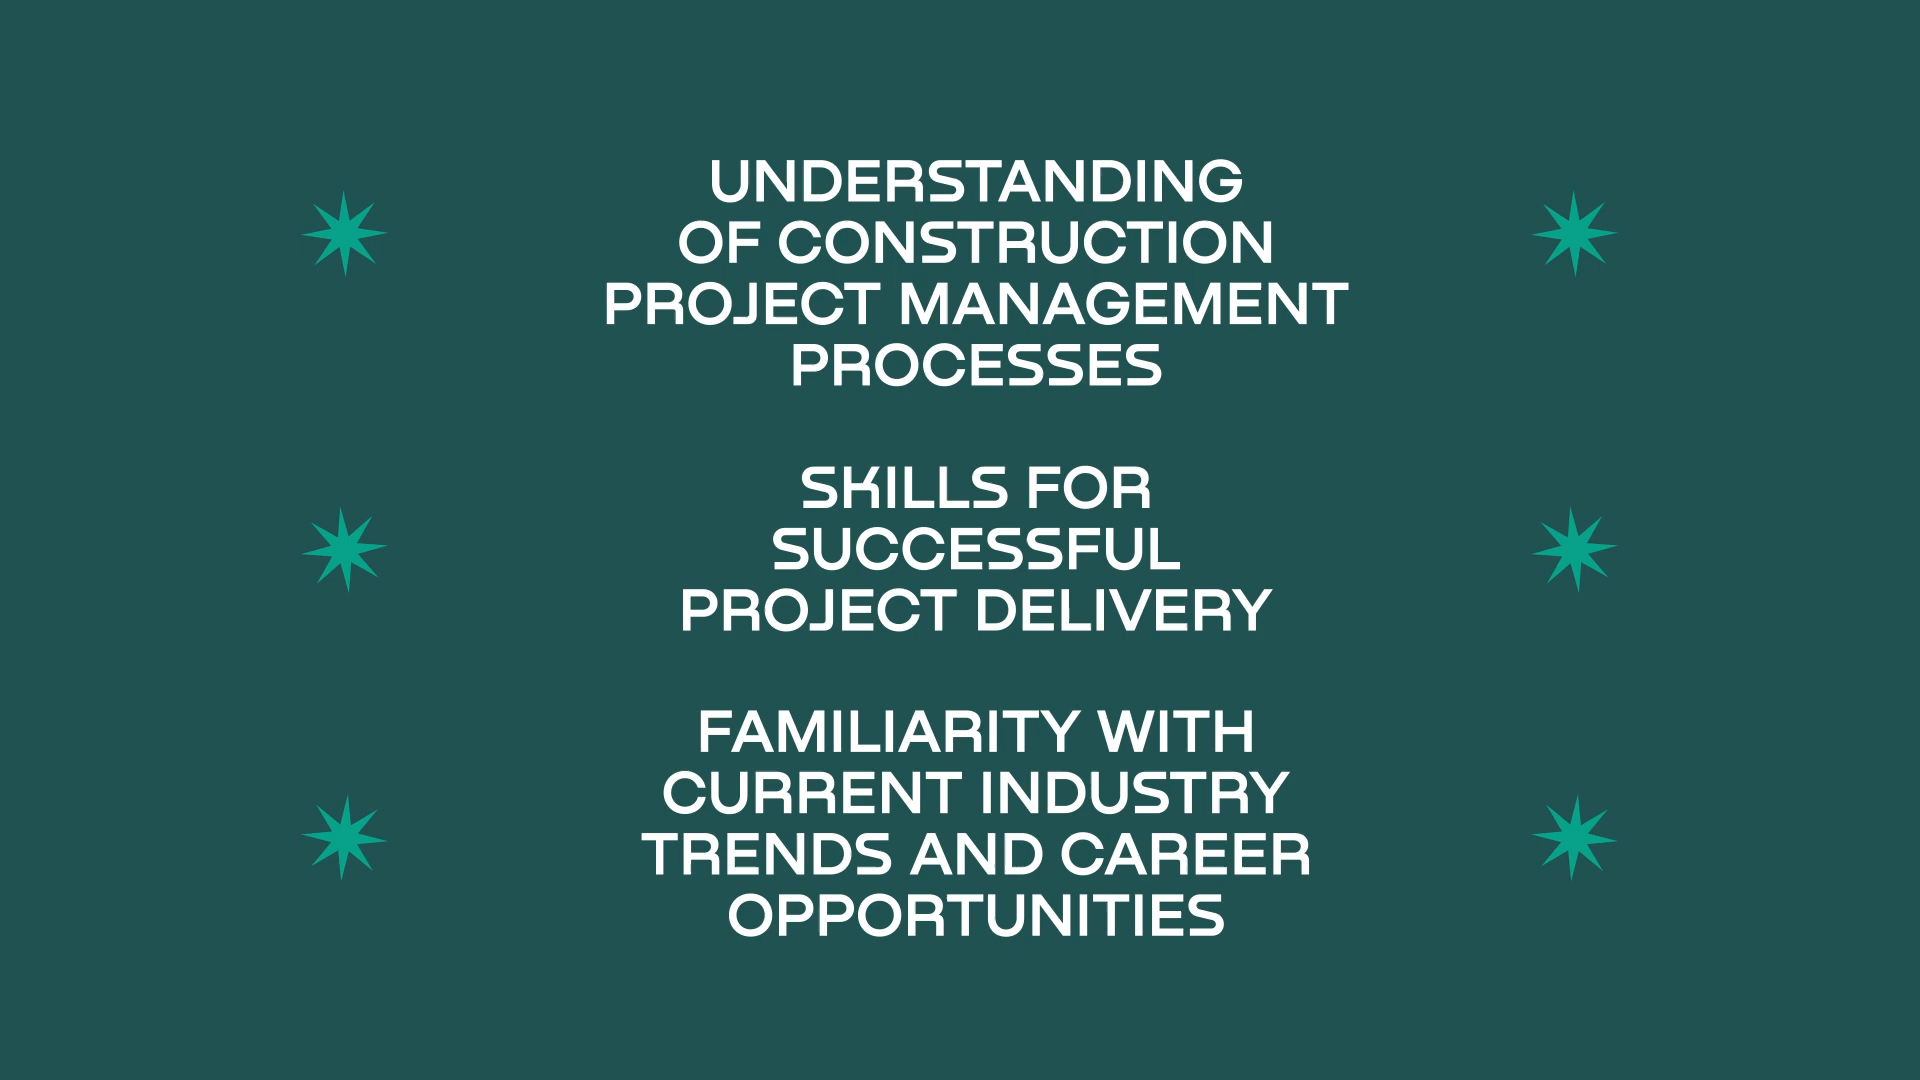 UNDERSTANDING
OF CONSTRUCTION
PROJECT MANAGEMENT
PROCESSES
SKILLS FOR
SUCCESSFUL
PROJECT DELIVERY
FAMILIARITY WITH
CURRENT INDUSTRY
TRENDS AND CAREER
OPPORTUNITIES